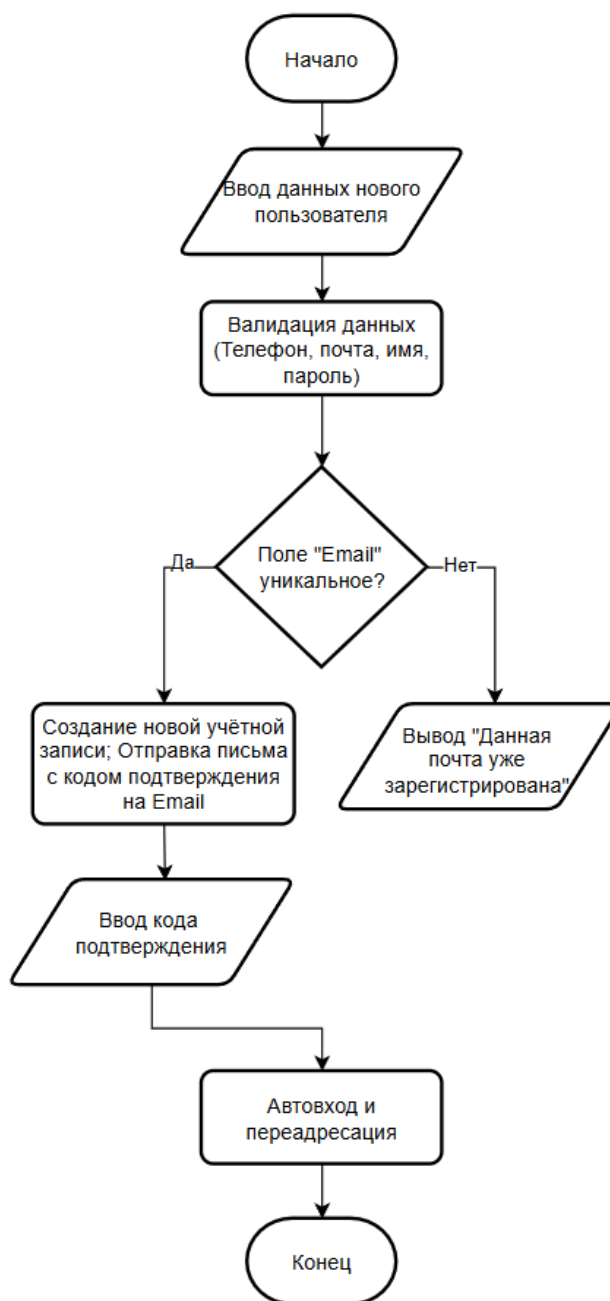 Начало
Ввод данных нового
пользователя
Валидация данных
(Телефон, почта, имя,
пароль)
Поле "Email"
уникальное?
Да
Нет
Создание новой учётной
записи; Отправка письма
с кодом подтверждения
на Email
Вывод "Данная
почта уже
зарегистрирована"
Ввод кода
подтверждения
Автовход и
переадресация
Конец